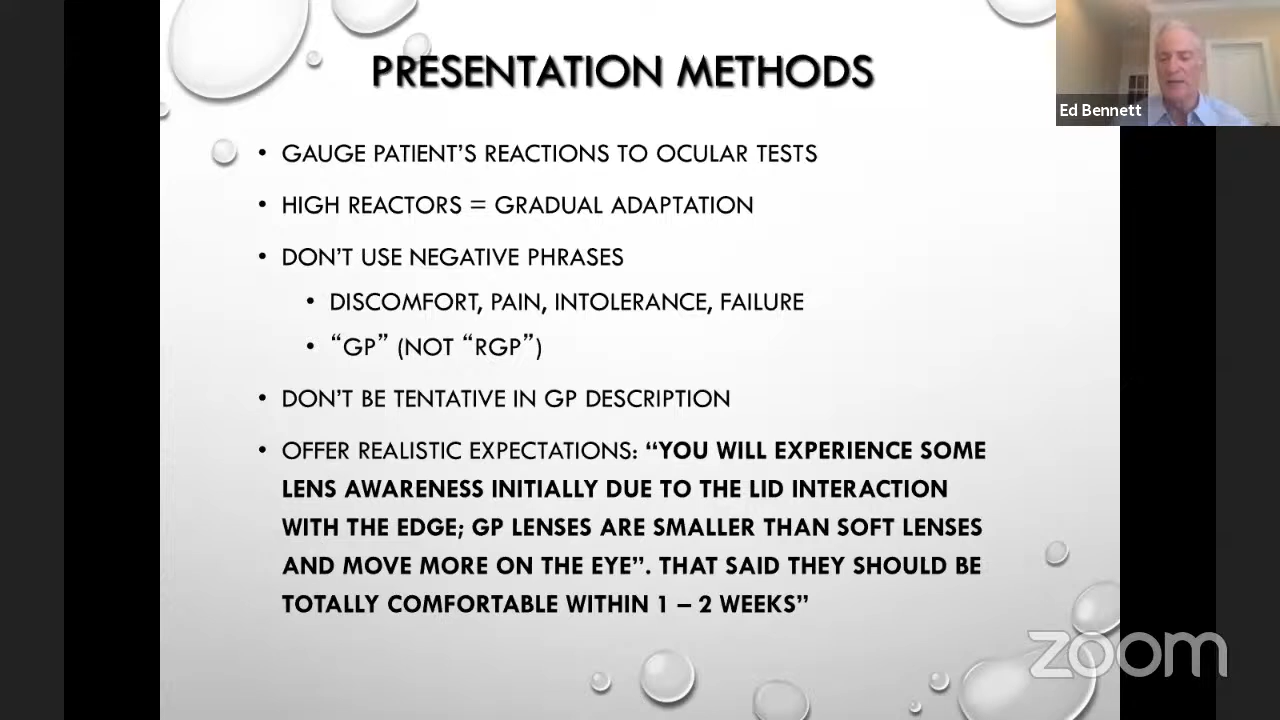 PRESENTATION METHODS
Ed Bennett
• GAUGE PATIENT’S REACTIONS TO OCULAR TESTS
• HIGH REACTORS = GRADUAL ADAPTATION
• DON’T USE NEGATIVE PHRASES
• DISCOMFORT, PAIN, INTOLERANCE, FAILURE
• “GP” (NOT “RGP”)
• DON’T BE TENTATIVE IN GP DESCRIPTION
• OFFER REALISTIC EXPECTATIONS: “YOU WILL EXPERIENCE SOME
LENS AWARENESS INITIALLY DUE TO THE LID INTERACTION
WITH THE EDGE; GP LENSES ARE SMALLER THAN SOFT LENSES
AND MOVE MORE ON THE EYE”. THAT SAID THEY SHOULD BE
TOTALLY COMFORTABLE WITHIN 1 – 2 WEEKS”
zoom